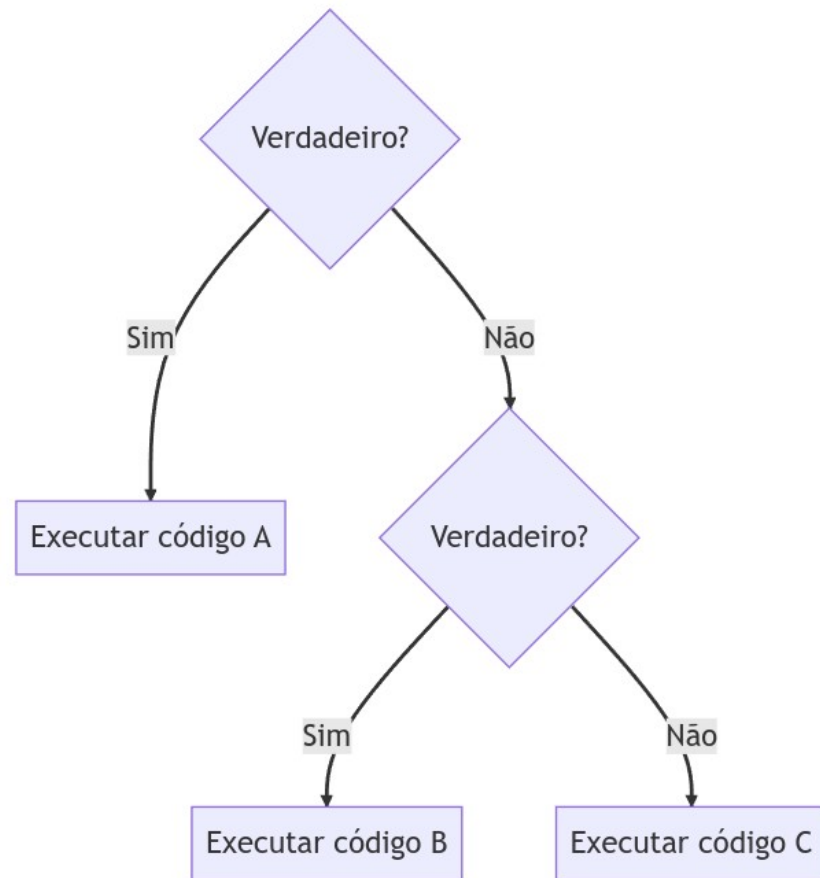 Verdadeiro?
Sim
Não
Executar código A
Verdadeiro?
Sim
Não
Executar código B
Executar código C